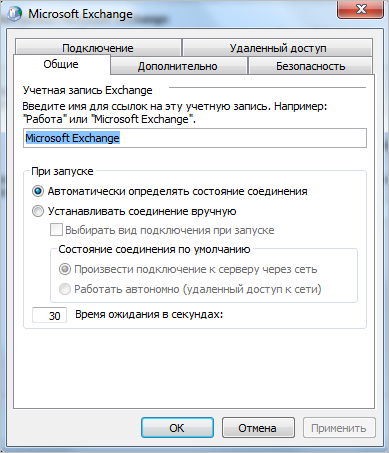 Microsoft Exchange
Подключение
Удаленный доступ
Общие
Дополнительно
Безопасность
Учетная запись Exchange
Введите имя для ссылок на эту учетную запись. Например:
"Работа" или "Microsoft Exchange".
Microsoft Exchange
При запуске
Автоматически определять состояние соединения
Устанавливать соединение вручную
Выбирать вид подключения при запуске
Состояние соединения по умолчанию
Произвести подключение к серверу через сеть
Работать автономно (удаленный доступ к сети)
30 Время ожидания в секундах:
ОК
Отмена
Применить